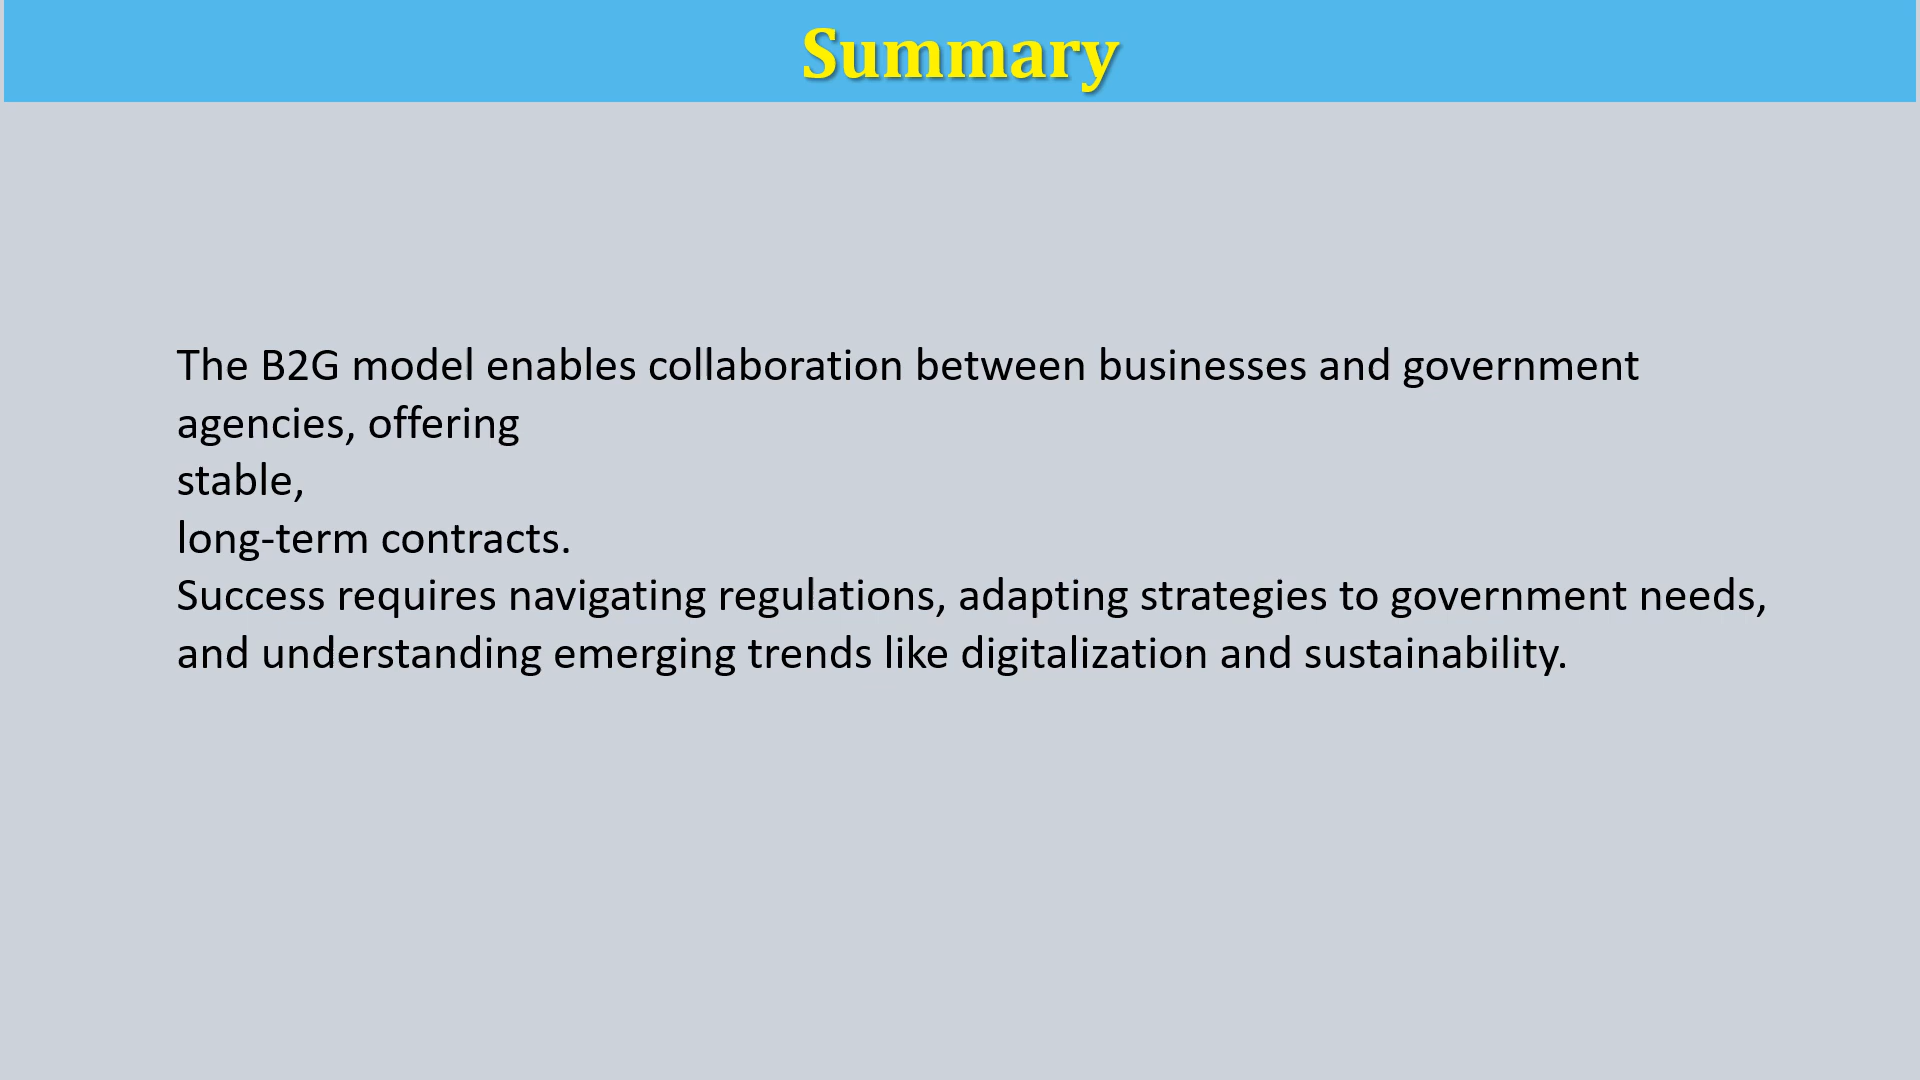 Summary
The B2G model enables collaboration between businesses and government
agencies, offering
stable,
long-term contracts.
Success requires navigating regulations, adapting strategies to government needs,
and understanding emerging trends like digitalization and sustainability.